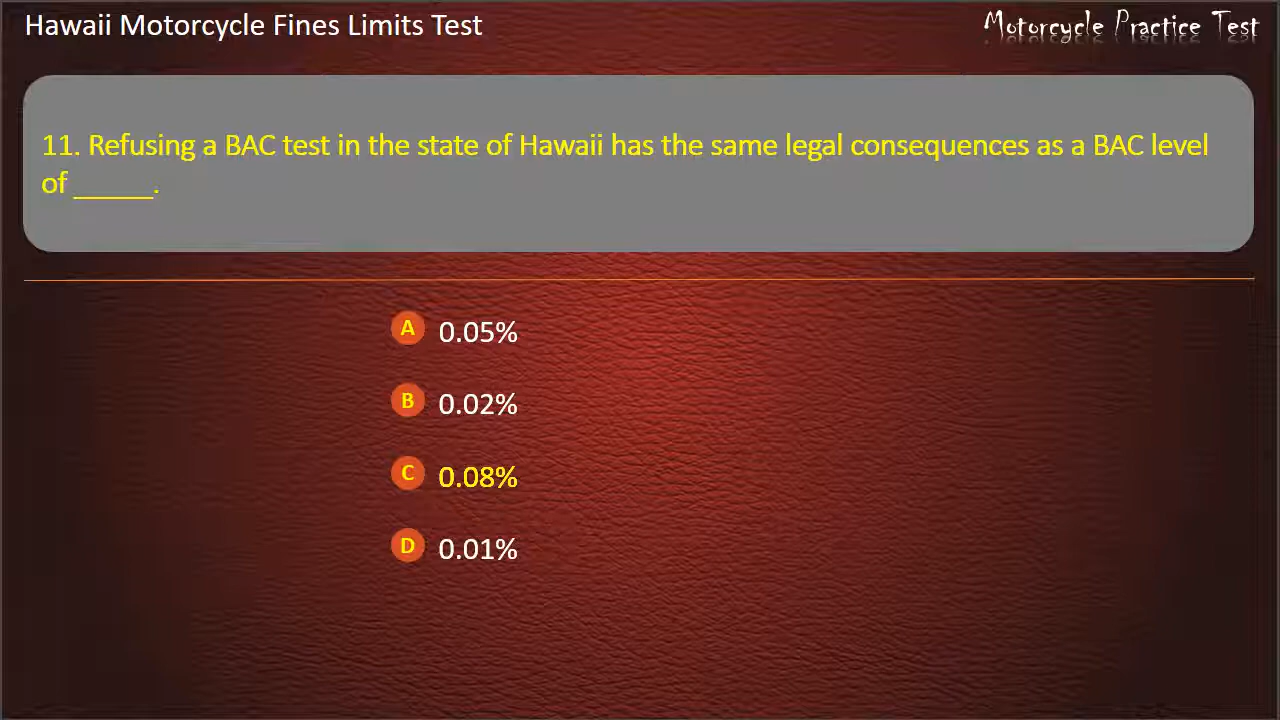 Hawaii Motorcycle Fines Limits Test
Motorcycle Practice Test
11. Refusing a BAC test in the state of Hawaii has the same legal consequences as a BAC level
of _____.
A 0.05%
B 0.02%
C 0.08%
D 0.01%